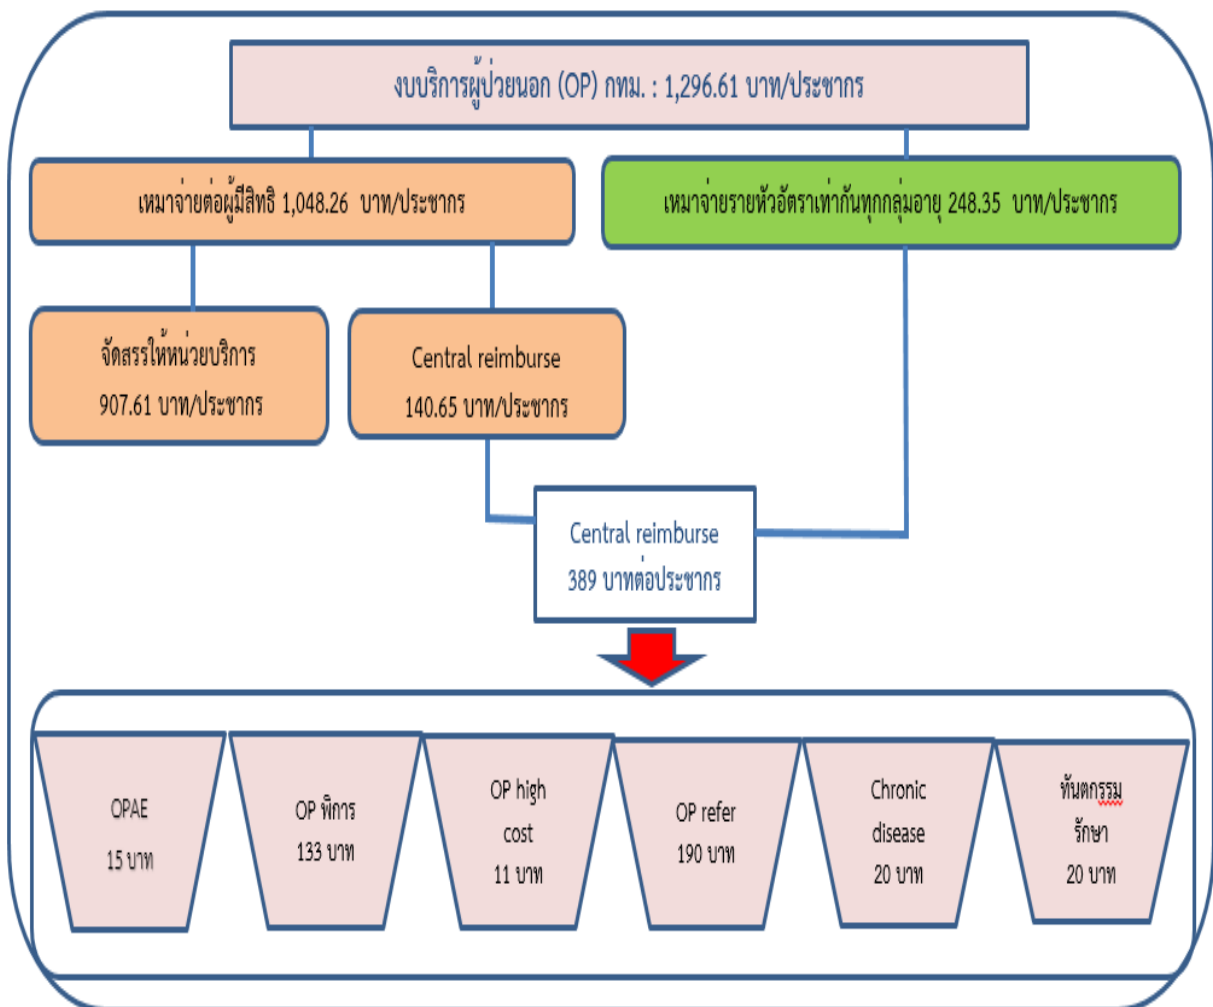 งบบริการผู้ป่วยนอก (OP) กทม. : 1,296.61 บาท/ประชากร
เหมาจ่ายต่อผู้มีสิทธิ 1,048.26 บาท/ประชากร
เหมาจ่ายรายหัวอัตราเท่ากันทุกกลุ่มอายุ 248.35 บาท/ประชากร
จัดสรรให้หน่วยบริการ
907.61 บาท/ประชากร
Central reimburse
140.65 บาท/ประชากร
Central reimburse
389 บาทต่อประชากร
OPAE
15 บาท
OP พิการ
133 บาท
OP high
cost
11 บาท
OP refer
190 บาท
Chronic
disease
20 บาท
ทันตกรรม
รักษา
20 บาท